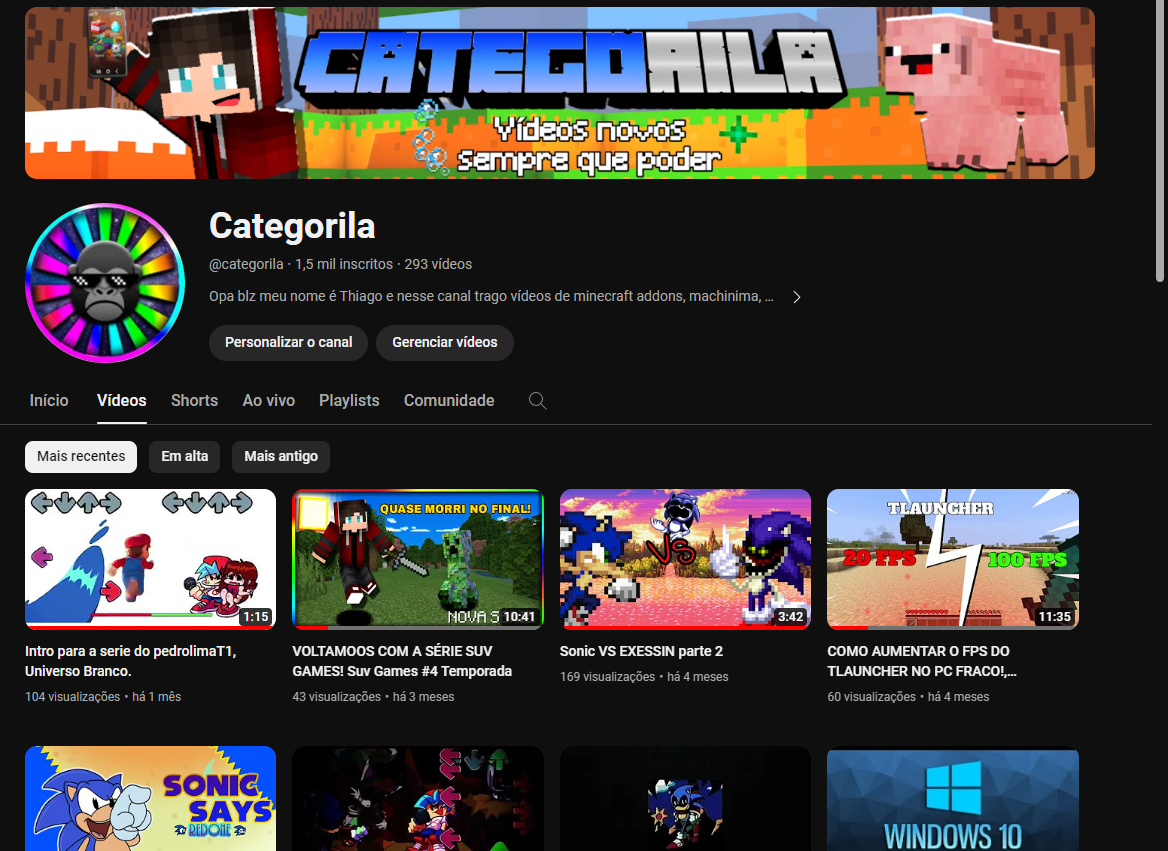 CATEGORILA
Vídeos novos
sempre que poder
Categorila
@categorila · 1,5 mil inscritos · 293 vídeos
Opa blz meu nome é Thiago e nesse canal trago vídeos de minecraft addons, machinima, ...
Personalizar o canal Gerenciar vídeos
Início Vídeos Shorts Ao vivo Playlists Comunidade
Mais recentes Em alta Mais antigo
1:15
QUASE MORRI NO FINAL!
NOVA S
10:41
VS
3:42
TLAUNCHER
20 FPS 100 FPS
11:35
Intro para a serie do pedrolimaT1,
Universo Branco.
104 visualizações • há 1 mês
VOLTAMOOS COM A SÉRIE SUV
GAMES! Suv Games #4 Temporada
43 visualizações • há 3 meses
Sonic VS EXESSIN parte 2
169 visualizações • há 4 meses
COMO AUMENTAR O FPS DO
TLAUNCHER NO PC FRACO!,...
60 visualizações • há 4 meses
SONIC
SAYS
REDONE
WINDOWS 10